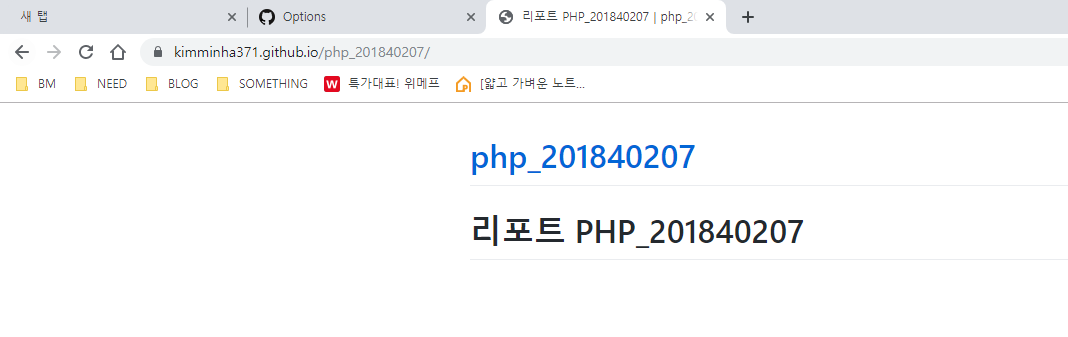 새 탭
Options
리포트 PHP_201840207 | php_2
kimminha371.github.io/php_201840207/
BM NEED BLOG SOMETHING W 특가대표! 위메프 [얇고 가벼운 노트...
php_201840207
리포트 PHP_201840207